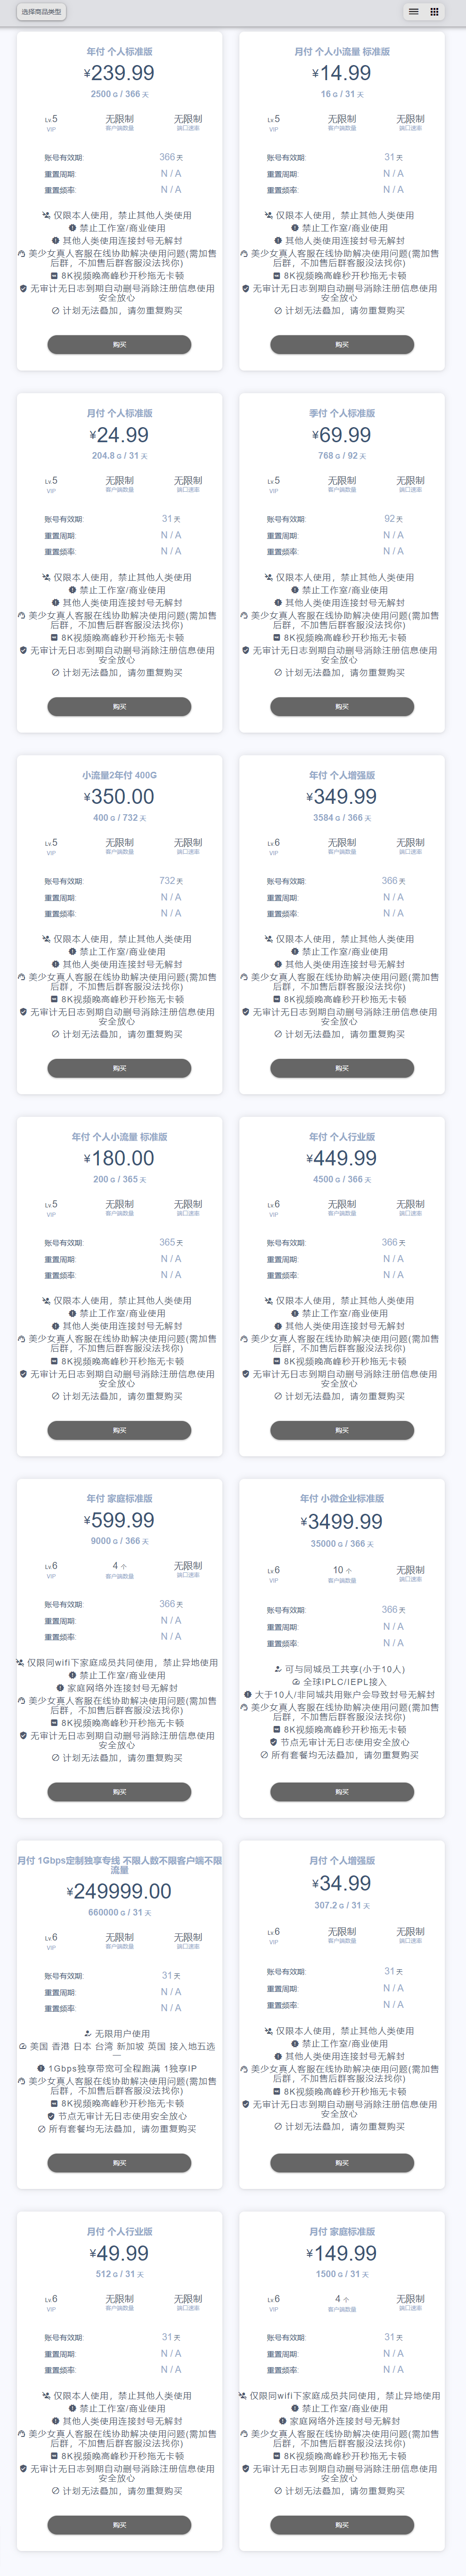 选择商品类型
年付 个人标准版
¥239.99
2500 G / 366 天
Lv.5 无限制 无限制
VIP 客户端数量 端口速率
账号有效期: 366 天
重置周期: N / A
重置频率: N / A
仅限本人使用，禁止其他人类使用
禁止工作室/商业使用
其他人类使用连接封号无解封
美少女真人客服在线协助解决使用问题(需加售
后群，不加售后群客服没法找你)
8K视频晚高峰秒开秒拖无卡顿
无审计无日志到期自动删号消除注册信息使用
安全放心
计划无法叠加，请勿重复购买
购买
月付 个人小流量 标准版
¥14.99
16 G / 31 天
Lv.5 无限制 无限制
VIP 客户端数量 端口速率
账号有效期: 31 天
重置周期: N / A
重置频率: N / A
仅限本人使用，禁止其他人类使用
禁止工作室/商业使用
其他人类使用连接封号无解封
美少女真人客服在线协助解决使用问题(需加售
后群，不加售后群客服没法找你)
8K视频晚高峰秒开秒拖无卡顿
无审计无日志到期自动删号消除注册信息使用
安全放心
计划无法叠加，请勿重复购买
购买
月付 个人标准版
¥24.99
204.8 G / 31 天
Lv.5 无限制 无限制
VIP 客户端数量 端口速率
账号有效期: 31 天
重置周期: N / A
重置频率: N / A
仅限本人使用，禁止其他人类使用
禁止工作室/商业使用
其他人类使用连接封号无解封
美少女真人客服在线协助解决使用问题(需加售
后群，不加售后群客服没法找你)
8K视频晚高峰秒开秒拖无卡顿
无审计无日志到期自动删号消除注册信息使用
安全放心
计划无法叠加，请勿重复购买
购买
季付 个人标准版
¥69.99
768 G / 92 天
Lv.5 无限制 无限制
VIP 客户端数量 端口速率
账号有效期: 92 天
重置周期: N / A
重置频率: N / A
仅限本人使用，禁止其他人类使用
禁止工作室/商业使用
其他人类使用连接封号无解封
美少女真人客服在线协助解决使用问题(需加售
后群，不加售后群客服没法找你)
8K视频晚高峰秒开秒拖无卡顿
无审计无日志到期自动删号消除注册信息使用
安全放心
计划无法叠加，请勿重复购买
购买
小流量2年付 400G
¥350.00
400 G / 732 天
Lv.5 无限制 无限制
VIP 客户端数量 端口速率
账号有效期: 732 天
重置周期: N / A
重置频率: N / A
仅限本人使用，禁止其他人类使用
禁止工作室/商业使用
其他人类使用连接封号无解封
美少女真人客服在线协助解决使用问题(需加售
后群，不加售后群客服没法找你)
8K视频晚高峰秒开秒拖无卡顿
无审计无日志到期自动删号消除注册信息使用
安全放心
计划无法叠加，请勿重复购买
购买
年付 个人增强版
¥349.99
3584 G / 366 天
Lv.6 无限制 无限制
VIP 客户端数量 端口速率
账号有效期: 366 天
重置周期: N / A
重置频率: N / A
仅限本人使用，禁止其他人类使用
禁止工作室/商业使用
其他人类使用连接封号无解封
美少女真人客服在线协助解决使用问题(需加售
后群，不加售后群客服没法找你)
8K视频晚高峰秒开秒拖无卡顿
无审计无日志到期自动删号消除注册信息使用
安全放心
计划无法叠加，请勿重复购买
购买
年付 个人小流量 标准版
¥180.00
200 G / 365 天
Lv.5 无限制 无限制
VIP 客户端数量 端口速率
账号有效期: 365 天
重置周期: N / A
重置频率: N / A
仅限本人使用，禁止其他人类使用
禁止工作室/商业使用
其他人类使用连接封号无解封
美少女真人客服在线协助解决使用问题(需加售
后群，不加售后群客服没法找你)
8K视频晚高峰秒开秒拖无卡顿
无审计无日志到期自动删号消除注册信息使用
安全放心
计划无法叠加，请勿重复购买
购买
年付 个人行业版
¥449.99
4500 G / 366 天
Lv.6 无限制 无限制
VIP 客户端数量 端口速率
账号有效期: 366 天
重置周期: N / A
重置频率: N / A
仅限本人使用，禁止其他人类使用
禁止工作室/商业使用
其他人类使用连接封号无解封
美少女真人客服在线协助解决使用问题(需加售
后群，不加售后群客服没法找你)
8K视频晚高峰秒开秒拖无卡顿
无审计无日志到期自动删号消除注册信息使用
安全放心
计划无法叠加，请勿重复购买
购买
年付 家庭标准版
¥599.99
9000 G / 366 天
Lv.6 4 个 无限制
VIP 客户端数量 端口速率
账号有效期: 366 天
重置周期: N / A
重置频率: N / A
仅限同wifi下家庭成员共同使用，禁止异地使用
禁止工作室/商业使用
家庭网络外连接封号无解封
美少女真人客服在线协助解决使用问题(需加售
后群，不加售后群客服没法找你)
8K视频晚高峰秒开秒拖无卡顿
无审计无日志到期自动删号消除注册信息使用
安全放心
计划无法叠加，请勿重复购买
购买
年付 小微企业标准版
¥3499.99
35000 G / 366 天
Lv.6 10 个 无限制
VIP 客户端数量 端口速率
账号有效期: 366 天
重置周期: N / A
重置频率: N / A
可与同城员工共享(小于10人)
全球IPLC/IEPL接入
大于10人/非同城共用账户会导致封号无解封
美少女真人客服在线协助解决使用问题(需加售
后群，不加售后群客服没法找你)
8K视频晚高峰秒开秒拖无卡顿
节点无审计无日志使用安全放心
所有套餐均无法叠加，请勿重复购买
购买
月付 1Gbps定制独享专线 不限人数不限客户端不限
流量
¥249999.00
660000 G / 31 天
Lv.6 无限制 无限制
VIP 客户端数量 端口速率
账号有效期: 31 天
重置周期: N / A
重置频率: N / A
无限用户使用
美国 香港 日本 台湾 新加坡 英国 接入地五选
一
1Gbps独享带宽可全程跑满 1独享IP
美少女真人客服在线协助解决使用问题(需加售
后群，不加售后群客服没法找你)
8K视频晚高峰秒开秒拖无卡顿
节点无审计无日志使用安全放心
所有套餐均无法叠加，请勿重复购买
购买
月付 个人增强版
¥34.99
307.2 G / 31 天
Lv.6 无限制 无限制
VIP 客户端数量 端口速率
账号有效期: 31 天
重置周期: N / A
重置频率: N / A
仅限本人使用，禁止其他人类使用
禁止工作室/商业使用
其他人类使用连接封号无解封
美少女真人客服在线协助解决使用问题(需加售
后群，不加售后群客服没法找你)
8K视频晚高峰秒开秒拖无卡顿
无审计无日志到期自动删号消除注册信息使用
安全放心
计划无法叠加，请勿重复购买
购买
月付 个人行业版
¥49.99
512 G / 31 天
Lv.6 无限制 无限制
VIP 客户端数量 端口速率
账号有效期: 31 天
重置周期: N / A
重置频率: N / A
仅限本人使用，禁止其他人类使用
禁止工作室/商业使用
其他人类使用连接封号无解封
美少女真人客服在线协助解决使用问题(需加售
后群，不加售后群客服没法找你)
8K视频晚高峰秒开秒拖无卡顿
无审计无日志到期自动删号消除注册信息使用
安全放心
计划无法叠加，请勿重复购买
购买
月付 家庭标准版
¥149.99
1500 G / 31 天
Lv.6 4 个 无限制
VIP 客户端数量 端口速率
账号有效期: 31 天
重置周期: N / A
重置频率: N / A
仅限同wifi下家庭成员共同使用，禁止异地使用
禁止工作室/商业使用
家庭网络外连接封号无解封
美少女真人客服在线协助解决使用问题(需加售
后群，不加售后群客服没法找你)
8K视频晚高峰秒开秒拖无卡顿
无审计无日志到期自动删号消除注册信息使用
安全放心
计划无法叠加，请勿重复购买
购买